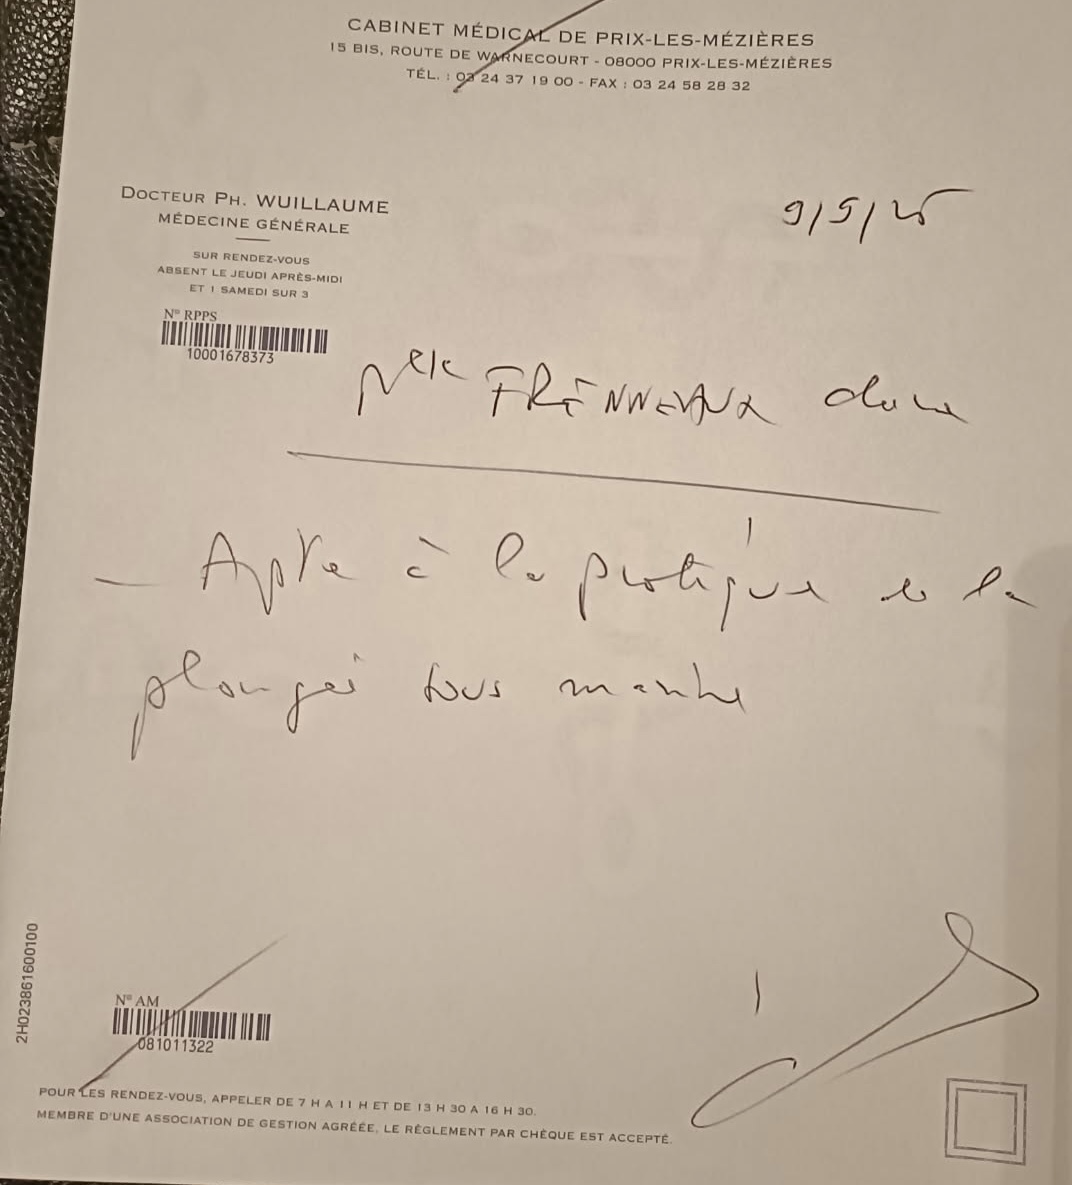 CABINET MÉDICAL DE PRIX-LES-MÉZIÈRES
15 BIS, ROUTE DE WARNECOURT - 08000 PRIX-LES-MÉZIÈRES
TÉL. : 03 24 37 19 00 - FAX : 03 24 58 28 32
DOCTEUR PH. WUILLAUME
MÉDECINE GÉNÉRALE
SUR RENDEZ-VOUS
ABSENT LE JEUDI APRÈS-MIDI
ET 1 SAMEDI SUR 3
N° RPPS
10001678373
9/5/25
Melle
- Apte à la pratique de la
plongée sous marine
2H023861600100
N° AM
081011322
POUR LES RENDEZ-VOUS, APPELER DE 7 H A 11 H ET DE 13 H 30 A 16 H 30.
MEMBRE D'UNE ASSOCIATION DE GESTION AGRÉÉE, LE RÈGLEMENT PAR CHÈQUE EST ACCEPTÉ.